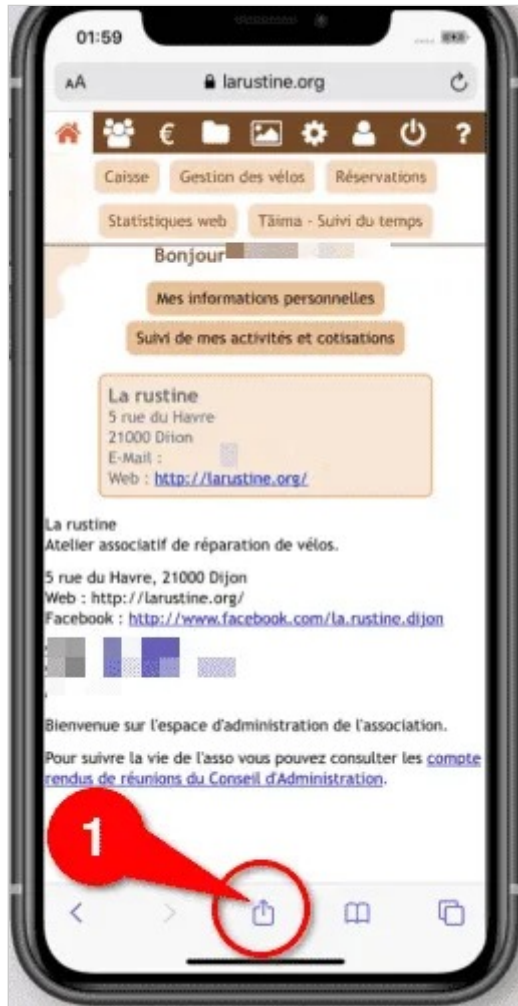 01:59
AA larustine.org
€ ?
Caisse Gestion des vélos Réservations
Statistiques web Tāima - Suivi du temps
Bonjour
Mes informations personnelles
Suivi de mes activités et cotisations
La rustine
5 rue du Havre
21000 Dijon
E-Mail :
Web : http://larustine.org/
La rustine
Atelier associatif de réparation de vélos.
5 rue du Havre, 21000 Dijon
Web : http://larustine.org/
Facebook : http://www.facebook.com/la.rustine.dijon
Bienvenue sur l'espace d'administration de l'association.
Pour suivre la vie de l'asso vous pouvez consulter les compte
rendus de réunions du Conseil d'Administration.
1